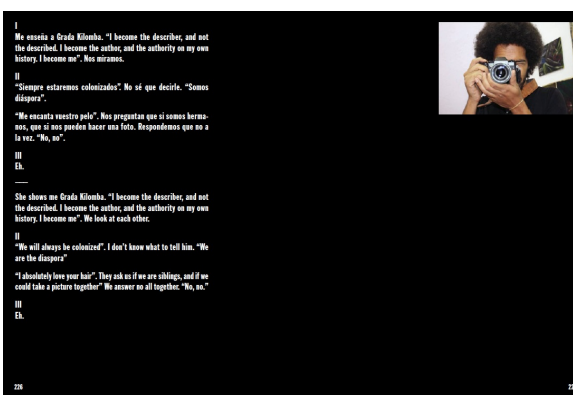 I
Me enseña a Grada Kilomba. “I become the describer, and not
the described. I become the author, and the authority on my own
history. I become me”. Nos miramos.
II
“Siempre estaremos colonizados”. No sé que decirle. “Somos
diáspora”.
“Me encanta vuestro pelo”. Nos preguntan que si somos herma-
nos, que si nos pueden hacer una foto. Respondemos que no a
la vez. “No, no”.
III
Eh.
She shows me Grada Kilomba. “I become the describer, and not
the described. I become the author, and the authority on my own
history. I become me”. We look at each other.
II
“We will always be colonized”. I don’t know what to tell him. “We
are the diaspora”
“I absolutely love your hair”. They ask us if we are siblings, and if we
could take a picture together” We answer no all together. “No, no.”
III
Eh.
226